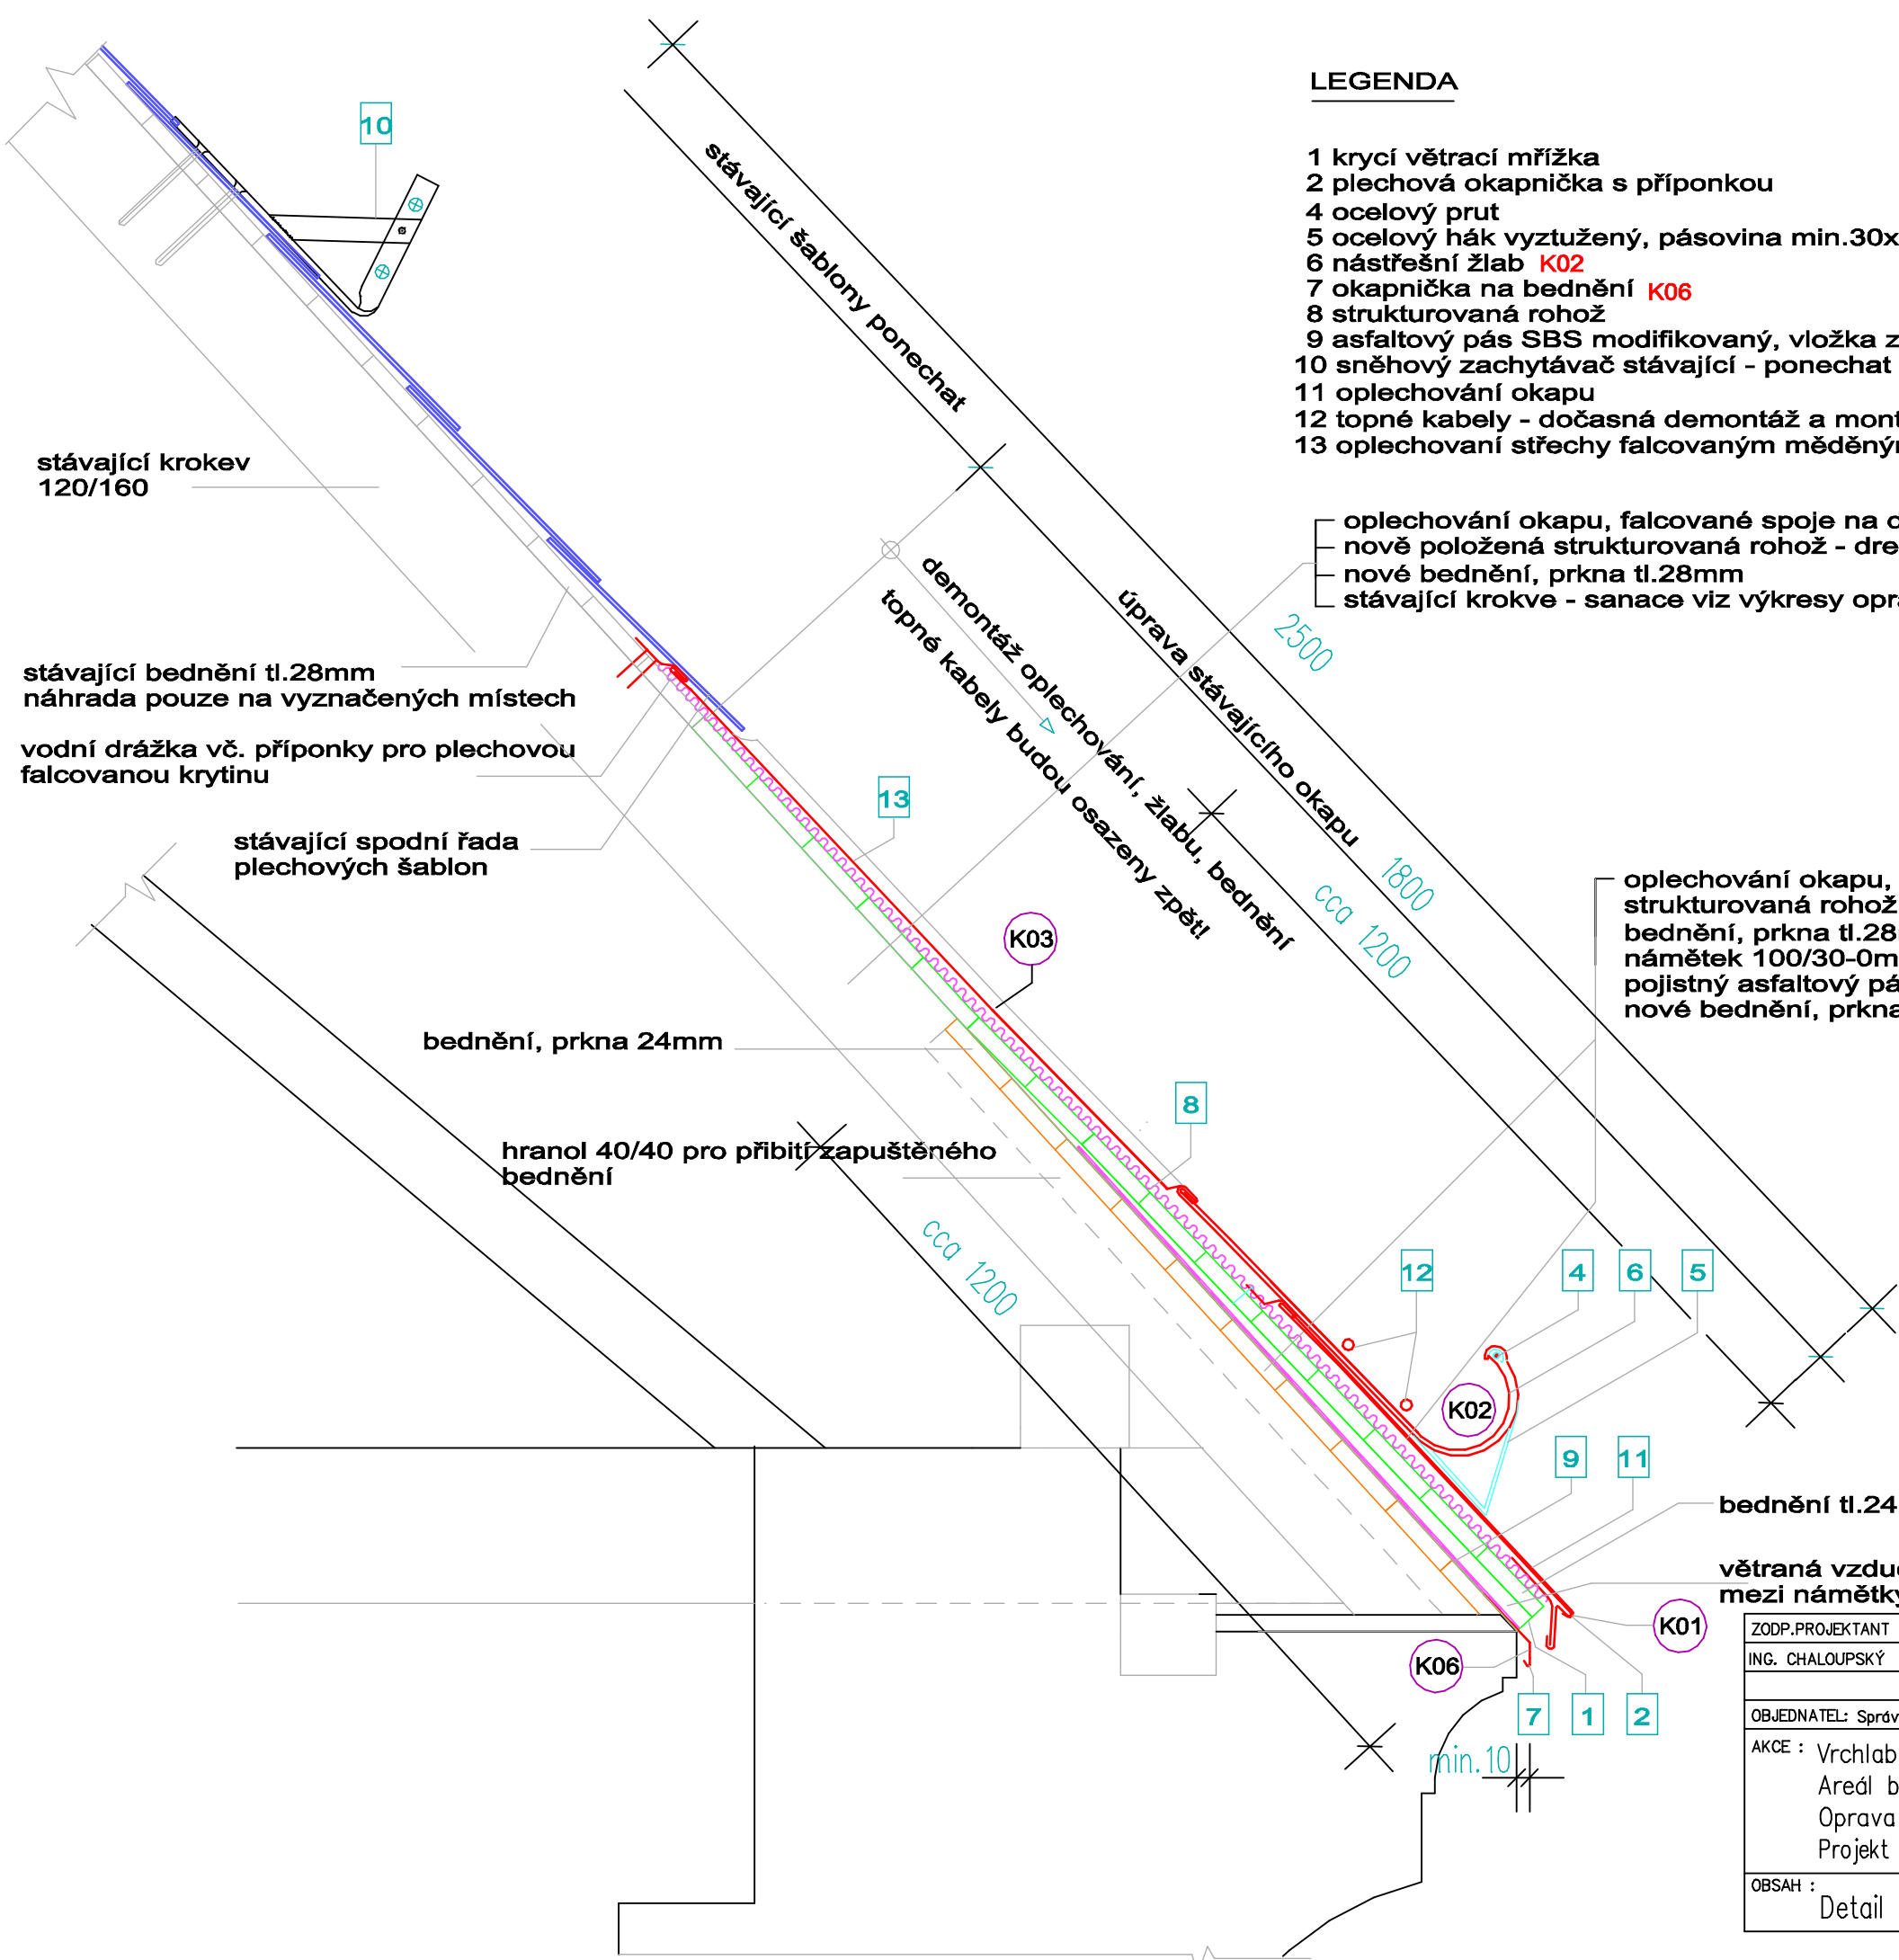 LEGENDA
1 krycí větrací mřížka
2 plechová okapnička s příponkou
4 ocelový prut
5 ocelový hák vyztužený, pásovina min.30x
6 nástřešní žlab K02
7 okapnička na bednění K06
8 strukturovaná rohož
9 asfaltový pás SBS modifikovaný, vložka z
10 sněhový zachytávač stávající - ponechat
11 oplechování okapu
12 topné kabely - dočasná demontáž a mont
13 oplechovaní střechy falcovaným měděným
oplechování okapu, falcované spoje na d
nově položená strukturovaná rohož - dre
nové bednění, prkna tl.28mm
stávající krokve - sanace viz výkresy opra
10
stávající šablony ponechat
stávající krokev
120/160
demontáž oplechování, žlabu, bednění
topné kabely budou osazeny zpět!
úprava stávajícího okapu
2500
1800
cca 1200
stávající bednění tl.28mm
náhrada pouze na vyznačených místech
vodní drážka vč. příponky pro plechovou
falcovanou krytinu
stávající spodní řada
plechových šablon
13
K03
oplechování okapu,
strukturovaná rohož
bednění, prkna tl.28
námětek 100/30-0m
pojistný asfaltový pá
nové bednění, prkna
bednění, prkna 24mm
8
hranol 40/40 pro přibití zapuštěného
bednění
cca 1200
12
4
6
5
K02
9
11
bednění tl.24
větraná vzdu
mezi námětky
K01
K06
7
1
2
min.10
ZODP.PROJEKTANT
ING. CHALOUPSKÝ
OBJEDNATEL: Správ
AKCE : Vrchlab
Areál b
Oprava
Projekt
OBSAH :
Detail